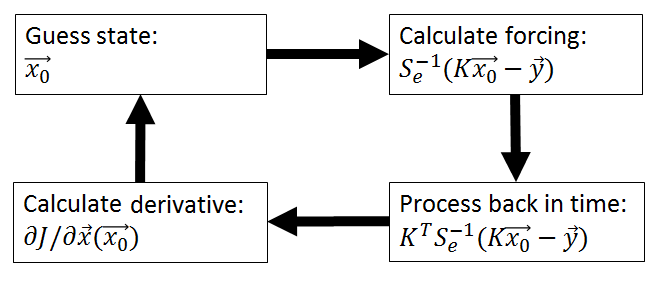 Guess state:
$\overrightarrow{x_0}$
Calculate forcing:
$S_e^{-1}(K\overrightarrow{x_0} - \vec{y})$
Calculate derivative:
$\partial J/\partial \vec{x}(\overrightarrow{x_0})$
Process back in time:
$K^T S_e^{-1}(K\overrightarrow{x_0} - \vec{y})$